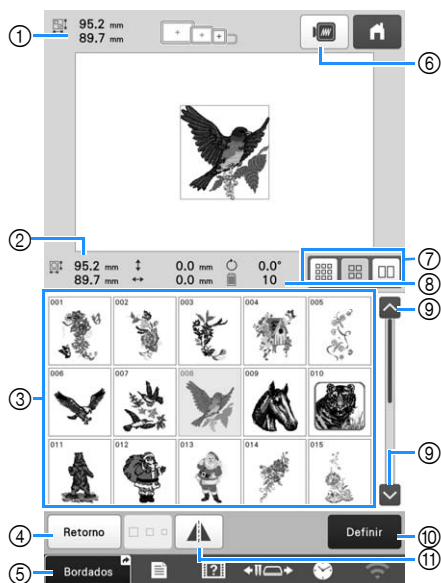 ① 95.2 mm
89.7 mm
⑥
②
⑦
95.2 mm 0.0 mm 0.0°
89.7 mm 0.0 mm 10
⑧
001 002 003 004 005
⑨
006 007 008 009 010
③
011 012 013 014 015
⑨
④ Retorno Definir ⑩
⑪
⑤ Bordados